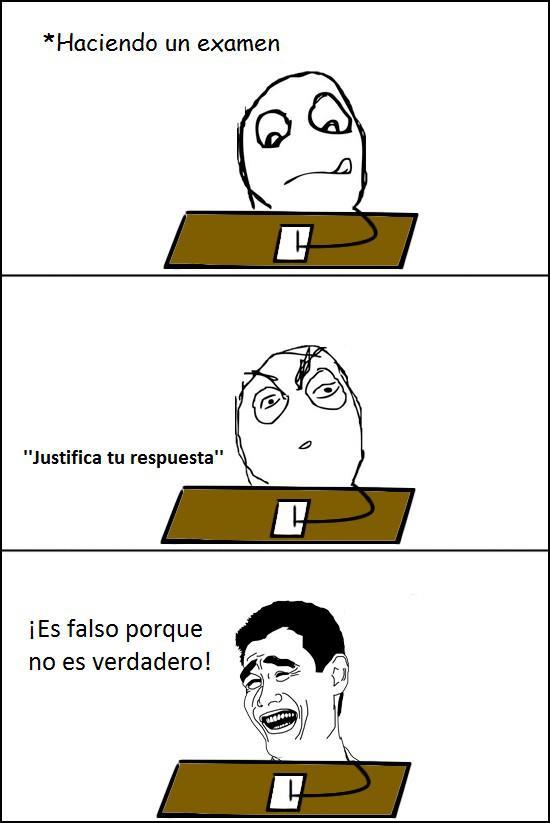 *Haciendo un examen
"Justifica tu respuesta"
¡Es falso porque
no es verdadero!